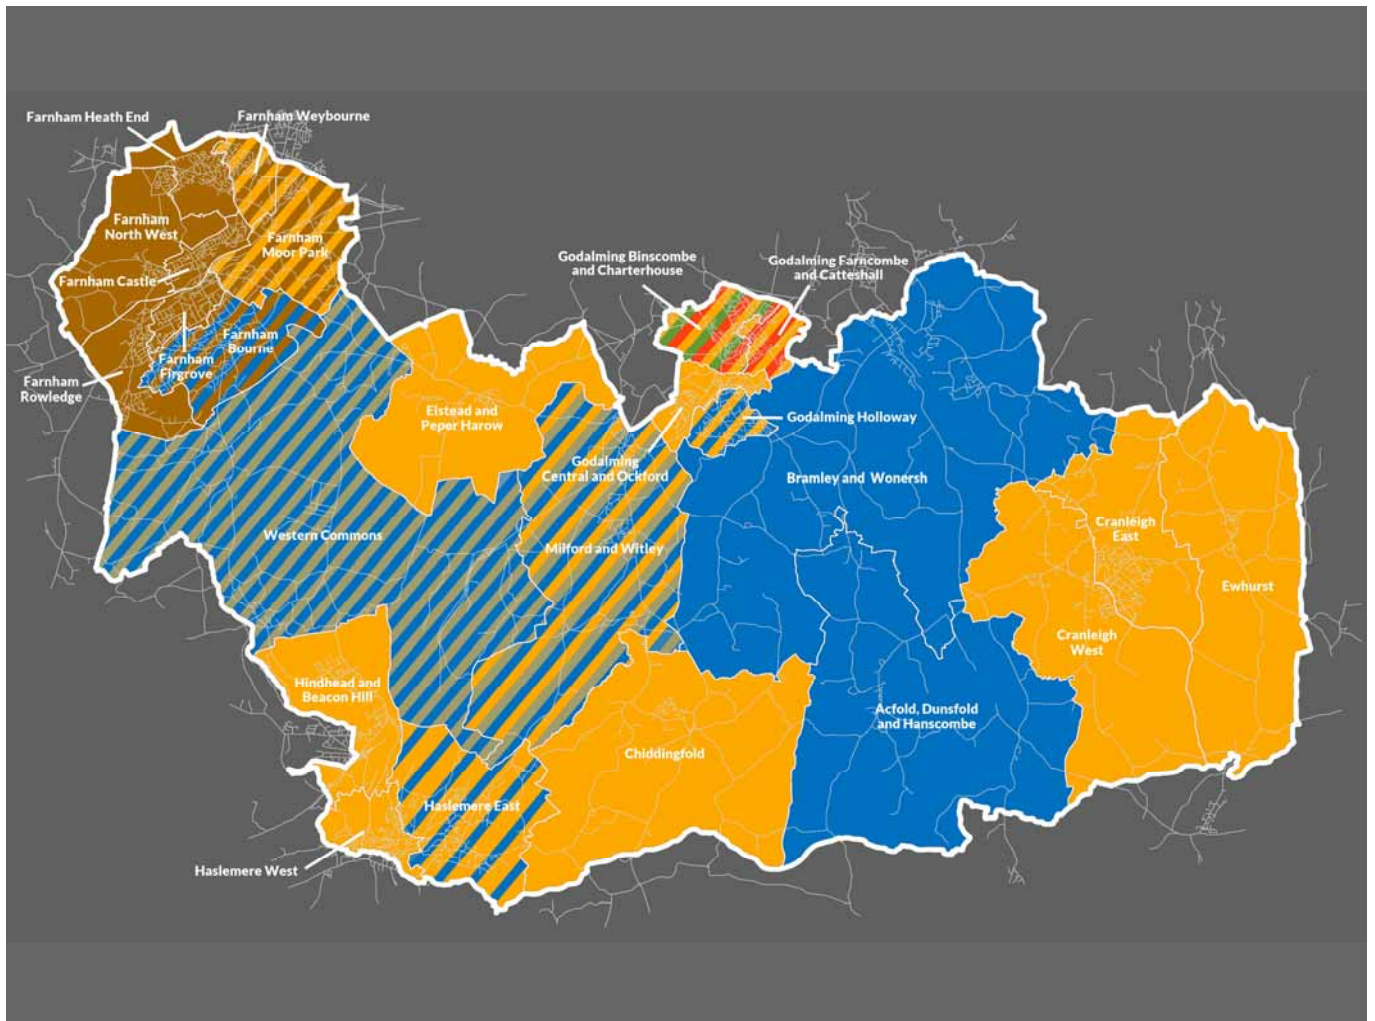 Farnham Heath End
Farnham Weybourne
Farnham
North West
Farnham
Moor Park
Farnham Castle
Farnham
Bourne
Farnham
Firgrove
Farnham
Rowledge
Godalming Binscombe
and Charterhouse
Godalming Farncombe
and Catteshall
Elstead and
Peper Harow
Godalming Holloway
Godalming
Central and Ockford
Bramley and Wonersh
Western Commons
Milford and Witley
Cranleigh
East
Ewhurst
Cranleigh
West
Hindhead and
Beacon Hill
Acfold, Dunsfold
and Hanscombe
Chiddingfold
Haslemere East
Haslemere West